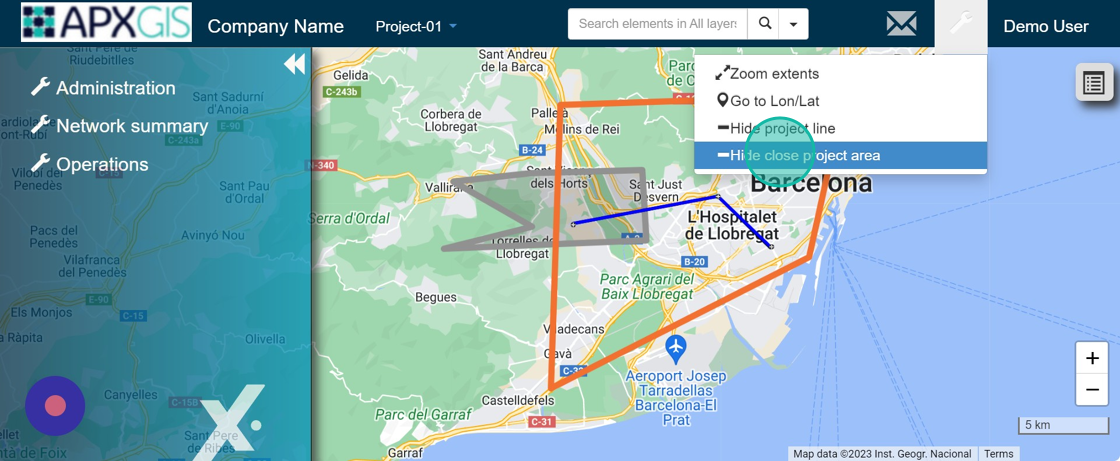 APXGIS
Company Name
Project-01
Search elements in All layers
Demo User
Administration
Network summary
Operations
Zoom extents
Go to Lon/Lat
Hide project line
Hide close project area
Riudebitlles
Sant Sadurní
d'Anoia
E-90
Vilobí del
Penedès
Sant Pau
d'Ordal
Pacs del
Penedès
Avinyó Nou
Vilafranca
del Penedès
E-90
Els Monjos
C-15
a Ràpita
Olivella
Canyelles
C-15B
Sant Pere
de Ribes
Gelida
C-243b
Sant Andreu
de la Barca
Corbera de
Llobregat
Molins de Rei
B-24
N-340
Vallirana
dels Horts
Serra d'Ordal
Sant Just
Desvern
Barcelona
L'Hospitalet
de Llobregat
Torrelles de
Llobregat
B-20
Parc Agrari del
Baix Llobregat
Begues
Viladecans
Gavà
Castelldefels
C-31
Parc del Garraf
Garraf
Aeroport Josep
Tarradellas
Barcelona-El
Prat
+
−
5 km
Map data ©2023 Inst. Geogr. Nacional
Terms